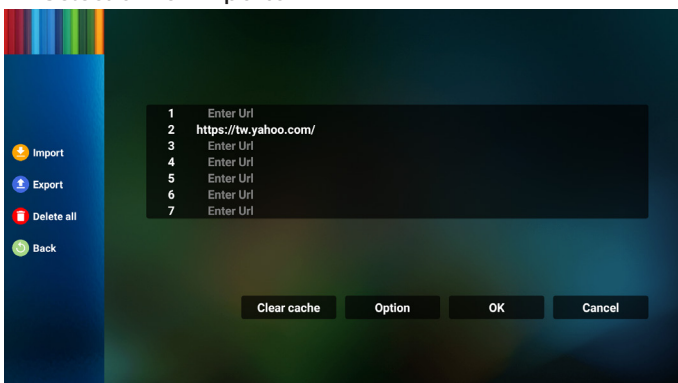 Import
Export
Delete all
Back
1 Enter Url
2 https://tw.yahoo.com/
3 Enter Url
4 Enter Url
5 Enter Url
6 Enter Url
7 Enter Url
Clear cache Option OK Cancel